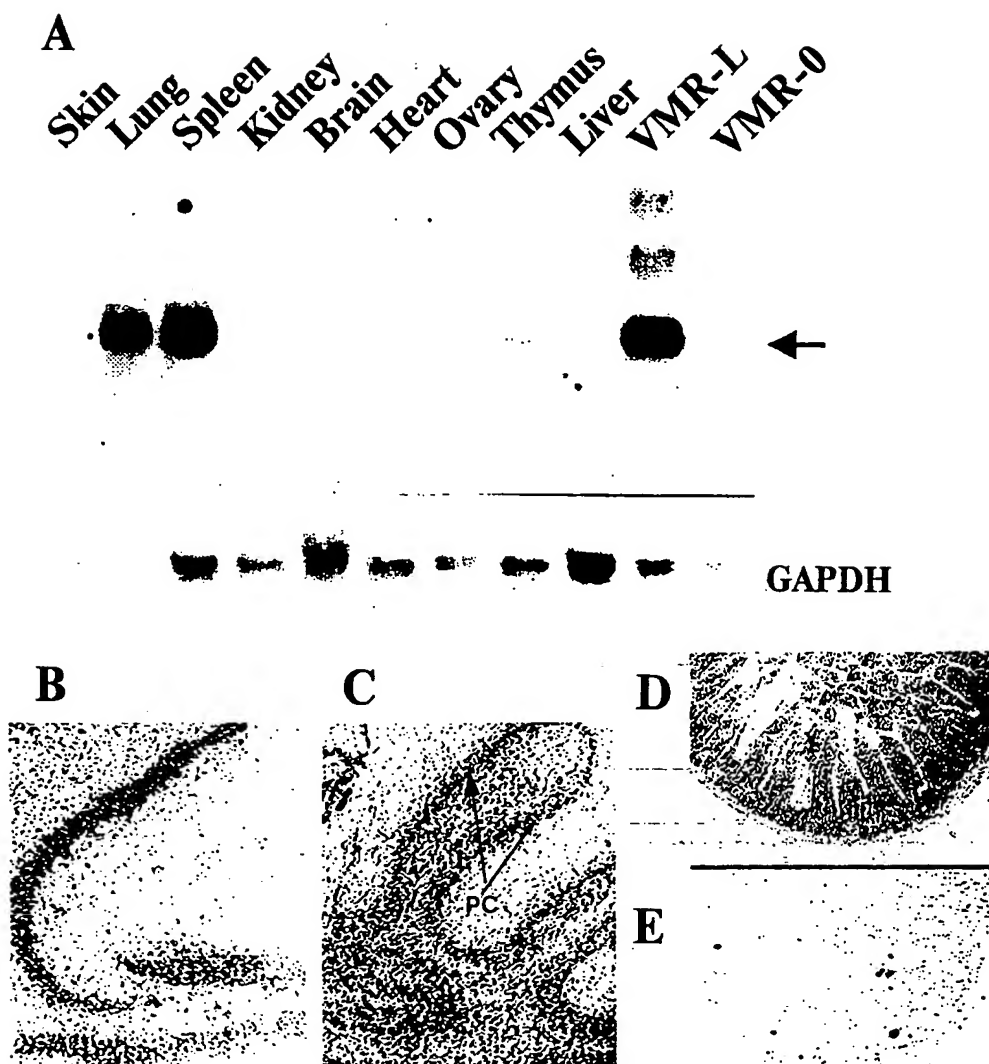 A
Skin
Lung
Spleen
Kidney
Brain
Heart
Ovary
Thymus
Liver
VMR-L
VMR-0
GAPDH
B
C
D
PC
E